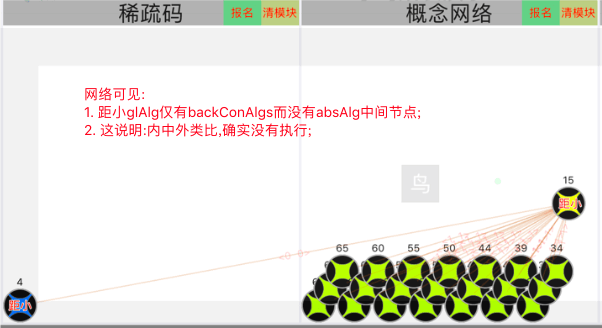 稀疏码 报名 清模块 概念网络 报名 清模块
网络可见:
1. 距小glAlg仅有backConAlgs而没有absAlg中间节点;
2. 这说明:内中外类比,确实没有执行;
鸟
15
距小
65 60 55 50 44 39 34
4
距小